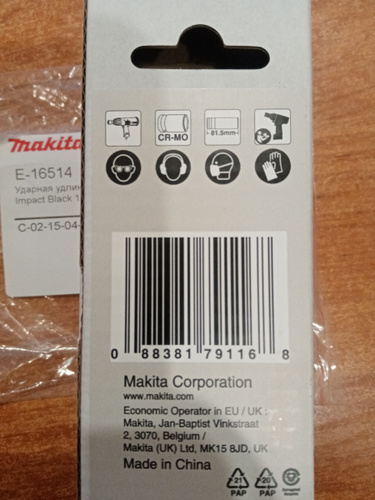 makita
E-16514
Ударная
Impact Black
C-02-15-04-
CR-MO
81.5mm
0 88381 79116 8
Makita Corporation
www.makita.com
Economic Operator in EU / UK :
Makita, Jan-Baptist Vinkstraat
2, 3070, Belgium /
Makita (UK) Ltd, MK15 8JD, UK
Made in China
21
PAP
20
PAP